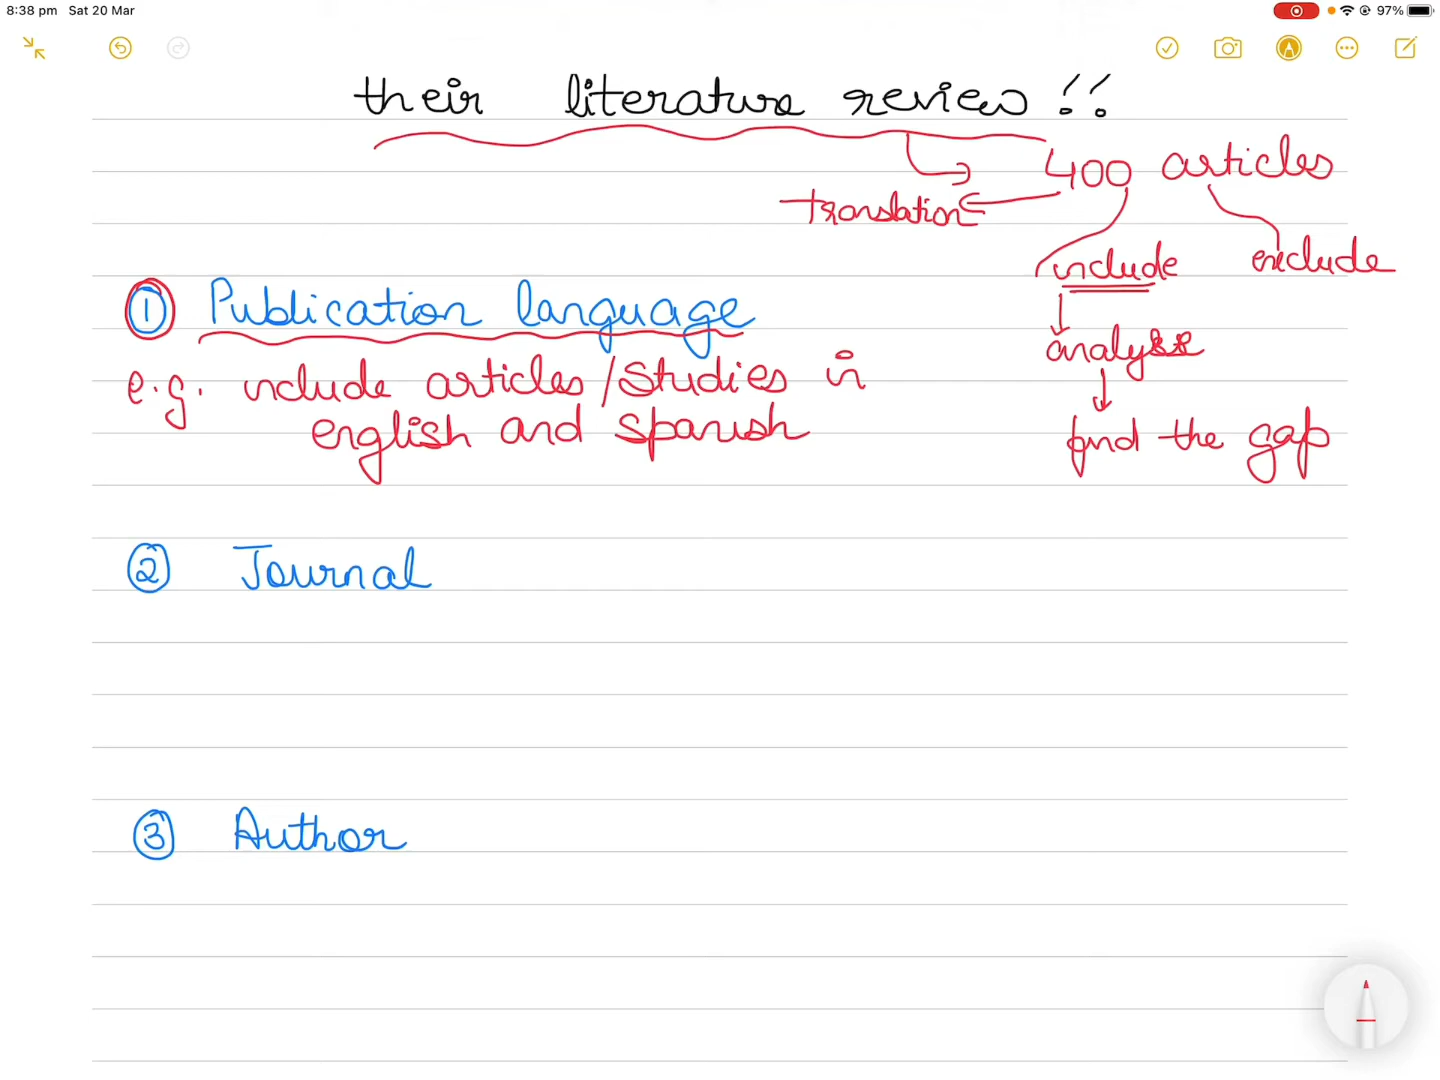 8:38 pm Sat 20 Mar 97%
their literature review !!
400 articles
translation
include exclude
① Publication language
analyse
e.g. include articles/studies in
english and spanish
find the gap
② Journal
③ Author